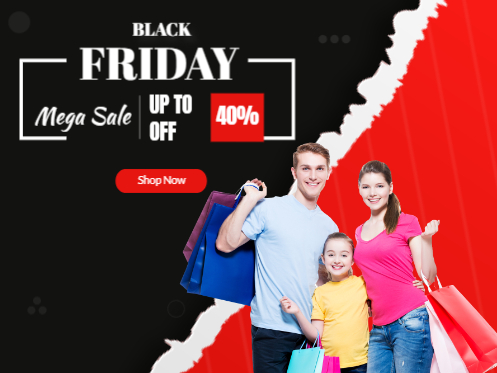 BLACK
FRIDAY
Mega Sale
UP TO
OFF
40%
Shop Now